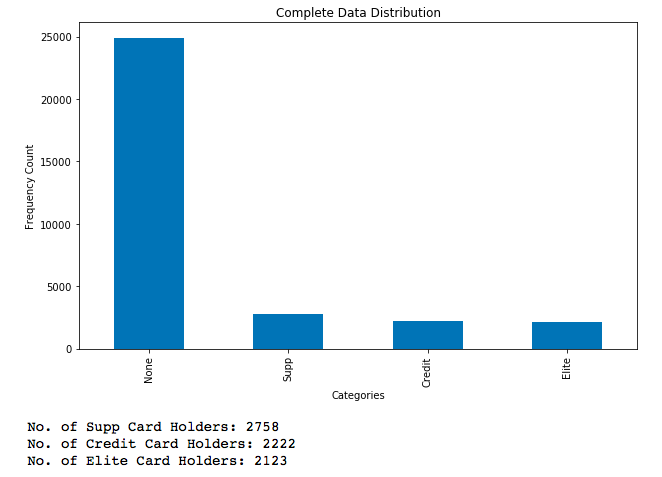 Complete Data Distribution
25000
20000
15000
10000
5000
0
Frequency Count
None
Supp
Credit
Elite
Categories
No. of Supp Card Holders: 2758
No. of Credit Card Holders: 2222
No. of Elite Card Holders: 2123